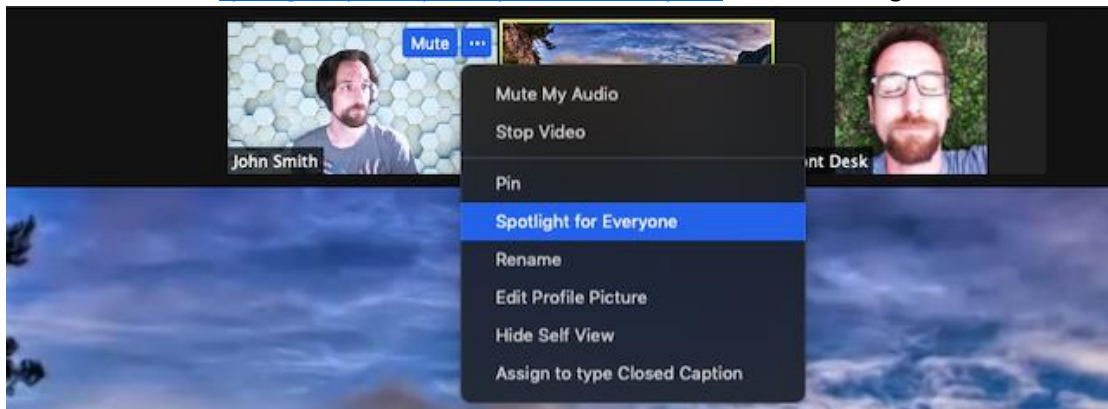 Mute ...
John Smith
nt Desk
Mute My Audio
Stop Video
Pin
Spotlight for Everyone
Rename
Edit Profile Picture
Hide Self View
Assign to type Closed Caption